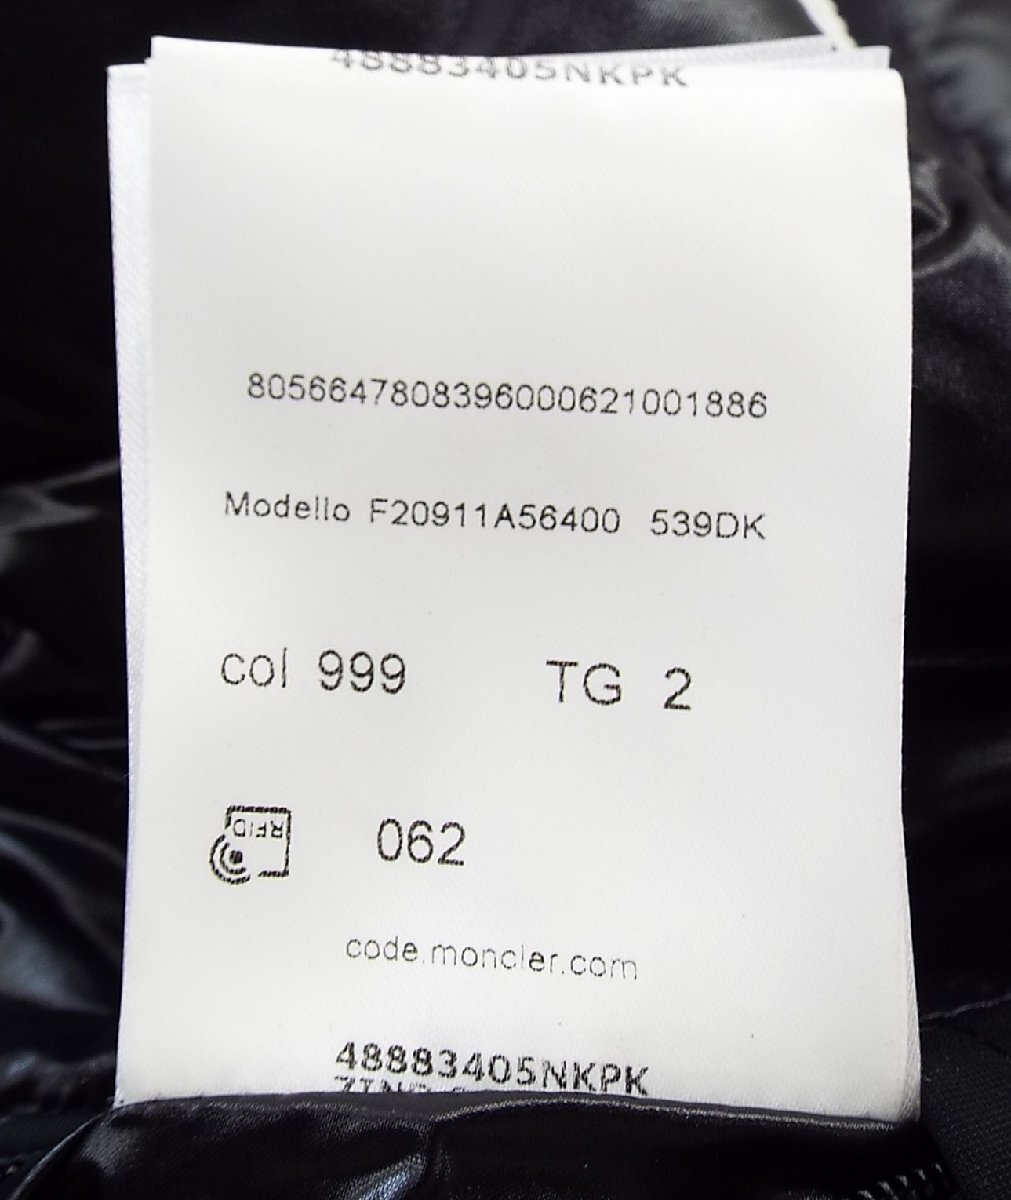 48883405NKPK
8056647808396000621001886
Modello F20911A56400 539DK
col 999 TG 2
RFID
062
code.moncler.com
48883405NKPK